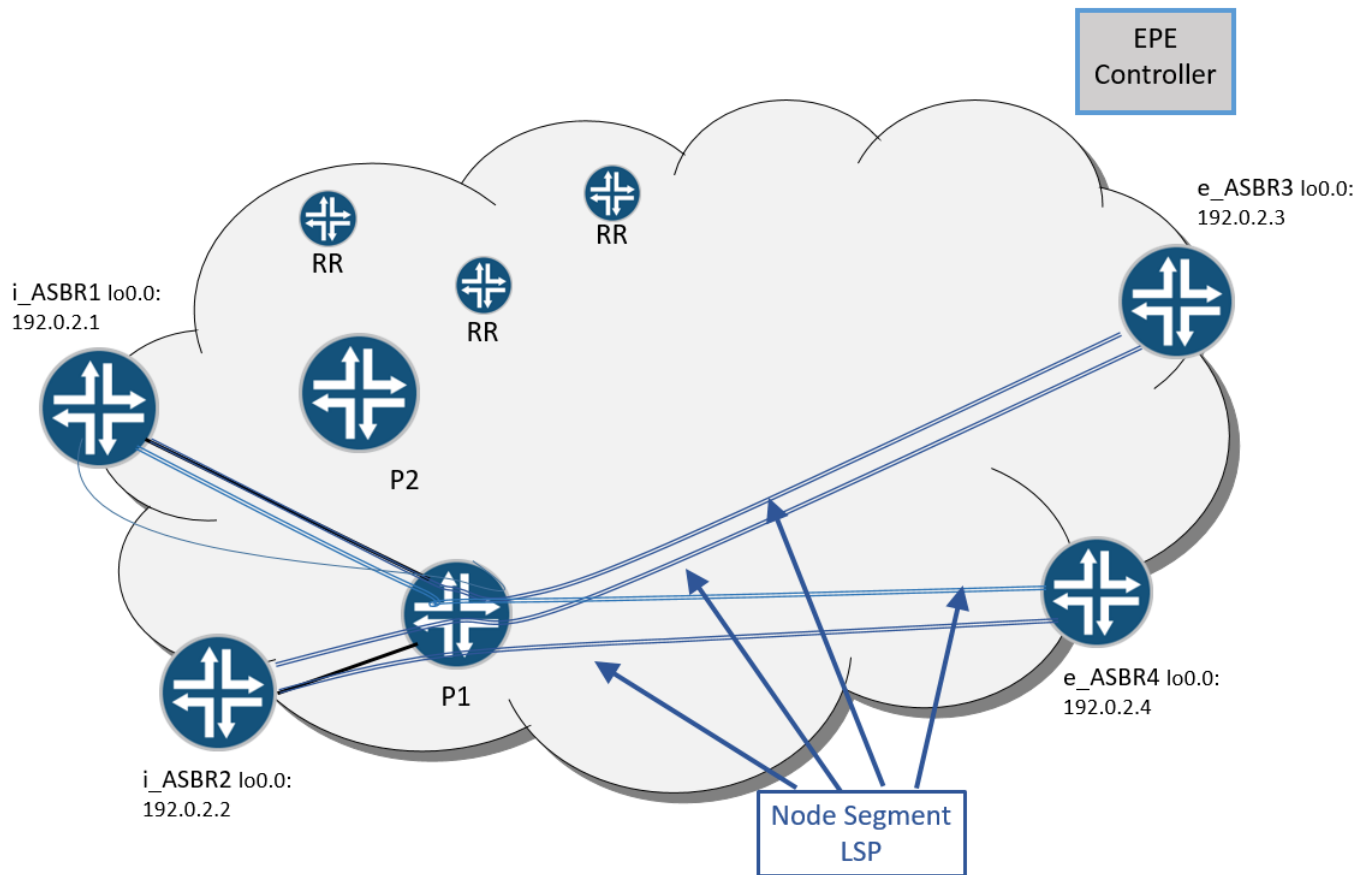 EPE
Controller
e_ASBR3 lo0.0:
192.0.2.3
RR
RR
RR
i_ASBR1 lo0.0:
192.0.2.1
P2
P1
e_ASBR4 lo0.0:
192.0.2.4
i_ASBR2 lo0.0:
192.0.2.2
Node Segment
LSP